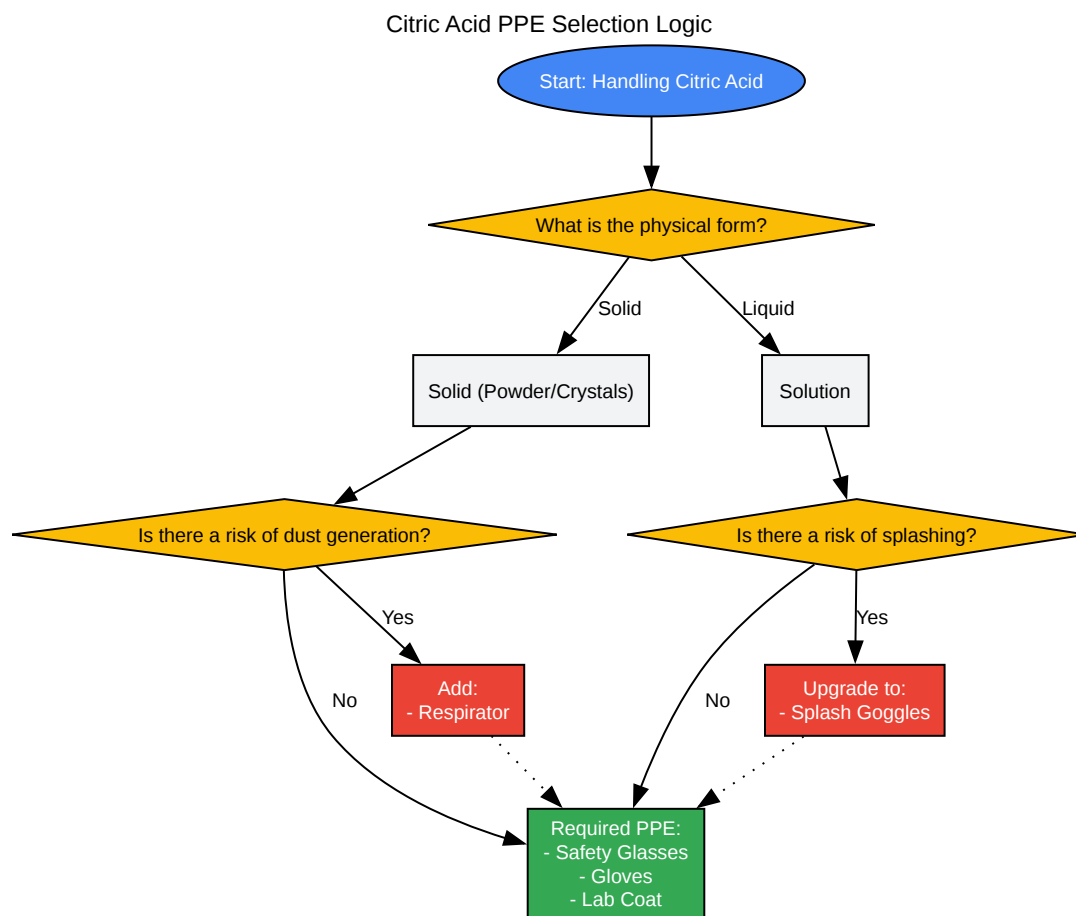 Citric Acid PPE Selection Logic
Start: Handling Citric Acid
What is the physical form?
Solid
Liquid
Solid (Powder/Crystals)
Solution
Is there a risk of dust generation?
Is there a risk of splashing?
Yes
Yes
Add:
- Respirator
Upgrade to:
- Splash Goggles
No
No
Required PPE:
- Safety Glasses
- Gloves
- Lab Coat